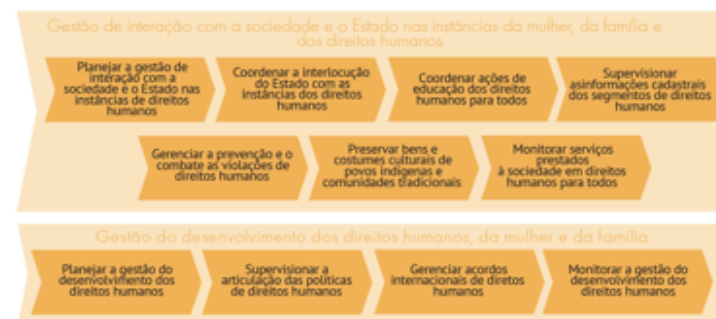 Gestão de interação com a sociedade e o Estado nas instâncias da mulher, da família e
dos direitos humanos
Planejar a gestão de
interação com a
sociedade e o Estado nas
instâncias de direitos
humanos
Coordenar a interlocução
do Estado com as
instâncias dos direitos
humanos
Coordenar ações de
educação dos direitos
humanos para todos
Supervisionar
asinformações cadastrais
dos segmentos de direitos
humanos
Gerenciar a prevenção e o
combate as violações de
direitos humanos
Preservar bens e
costumes culturais de
povos indígenas e
comunidades tradicionais
Monitorar serviços
prestados
à sociedade em direitos
humanos para todos
Gestão do desenvolvimento dos direitos humanos, da mulher e da família
Planejar a gestão do
desenvolvimento dos
direitos humanos
Supervisionar a
articulação das políticas
de direitos humanos
Gerenciar acordos
internacionais de diretos
humanos
Monitorar a gestão do
desenvolvimento dos
direitos humanos